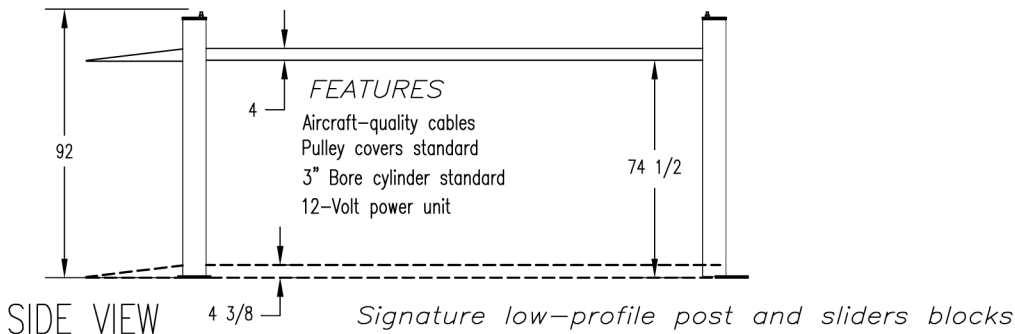 FEATURES
4
Aircraft-quality cables
92
Pulley covers standard
74 1/2
3" Bore cylinder standard
12-Volt power unit
SIDE VIEW
4 3/8
Signature low-profile post and sliders blocks